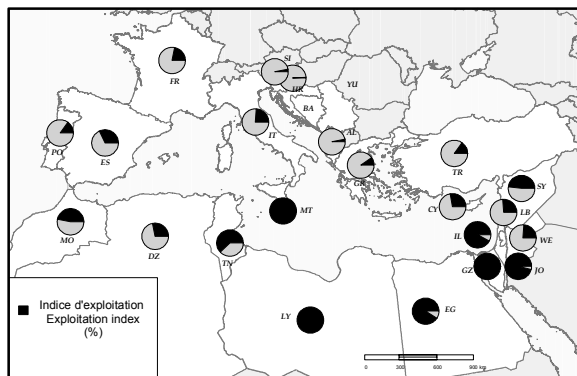 SI
HR
FR
YU
BA
IT
AL
PO
ES
TR
GR
SY
CY
LB
MT
MO
IL
WE
DZ
TN
GZ
JO
LY
EG
Indice d'exploitation
Exploitation index
(%)
0 300 600 900 km